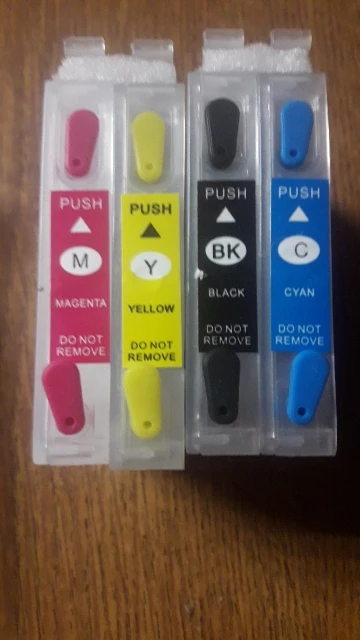 PUSH
M
MAGENTA
DO NOT
REMOVE
PUSH
Y
YELLOW
DO NOT
REMOVE
PUSH
BK
BLACK
DO NOT
REMOVE
PUSH
C
CYAN
DO NOT
REMOVE